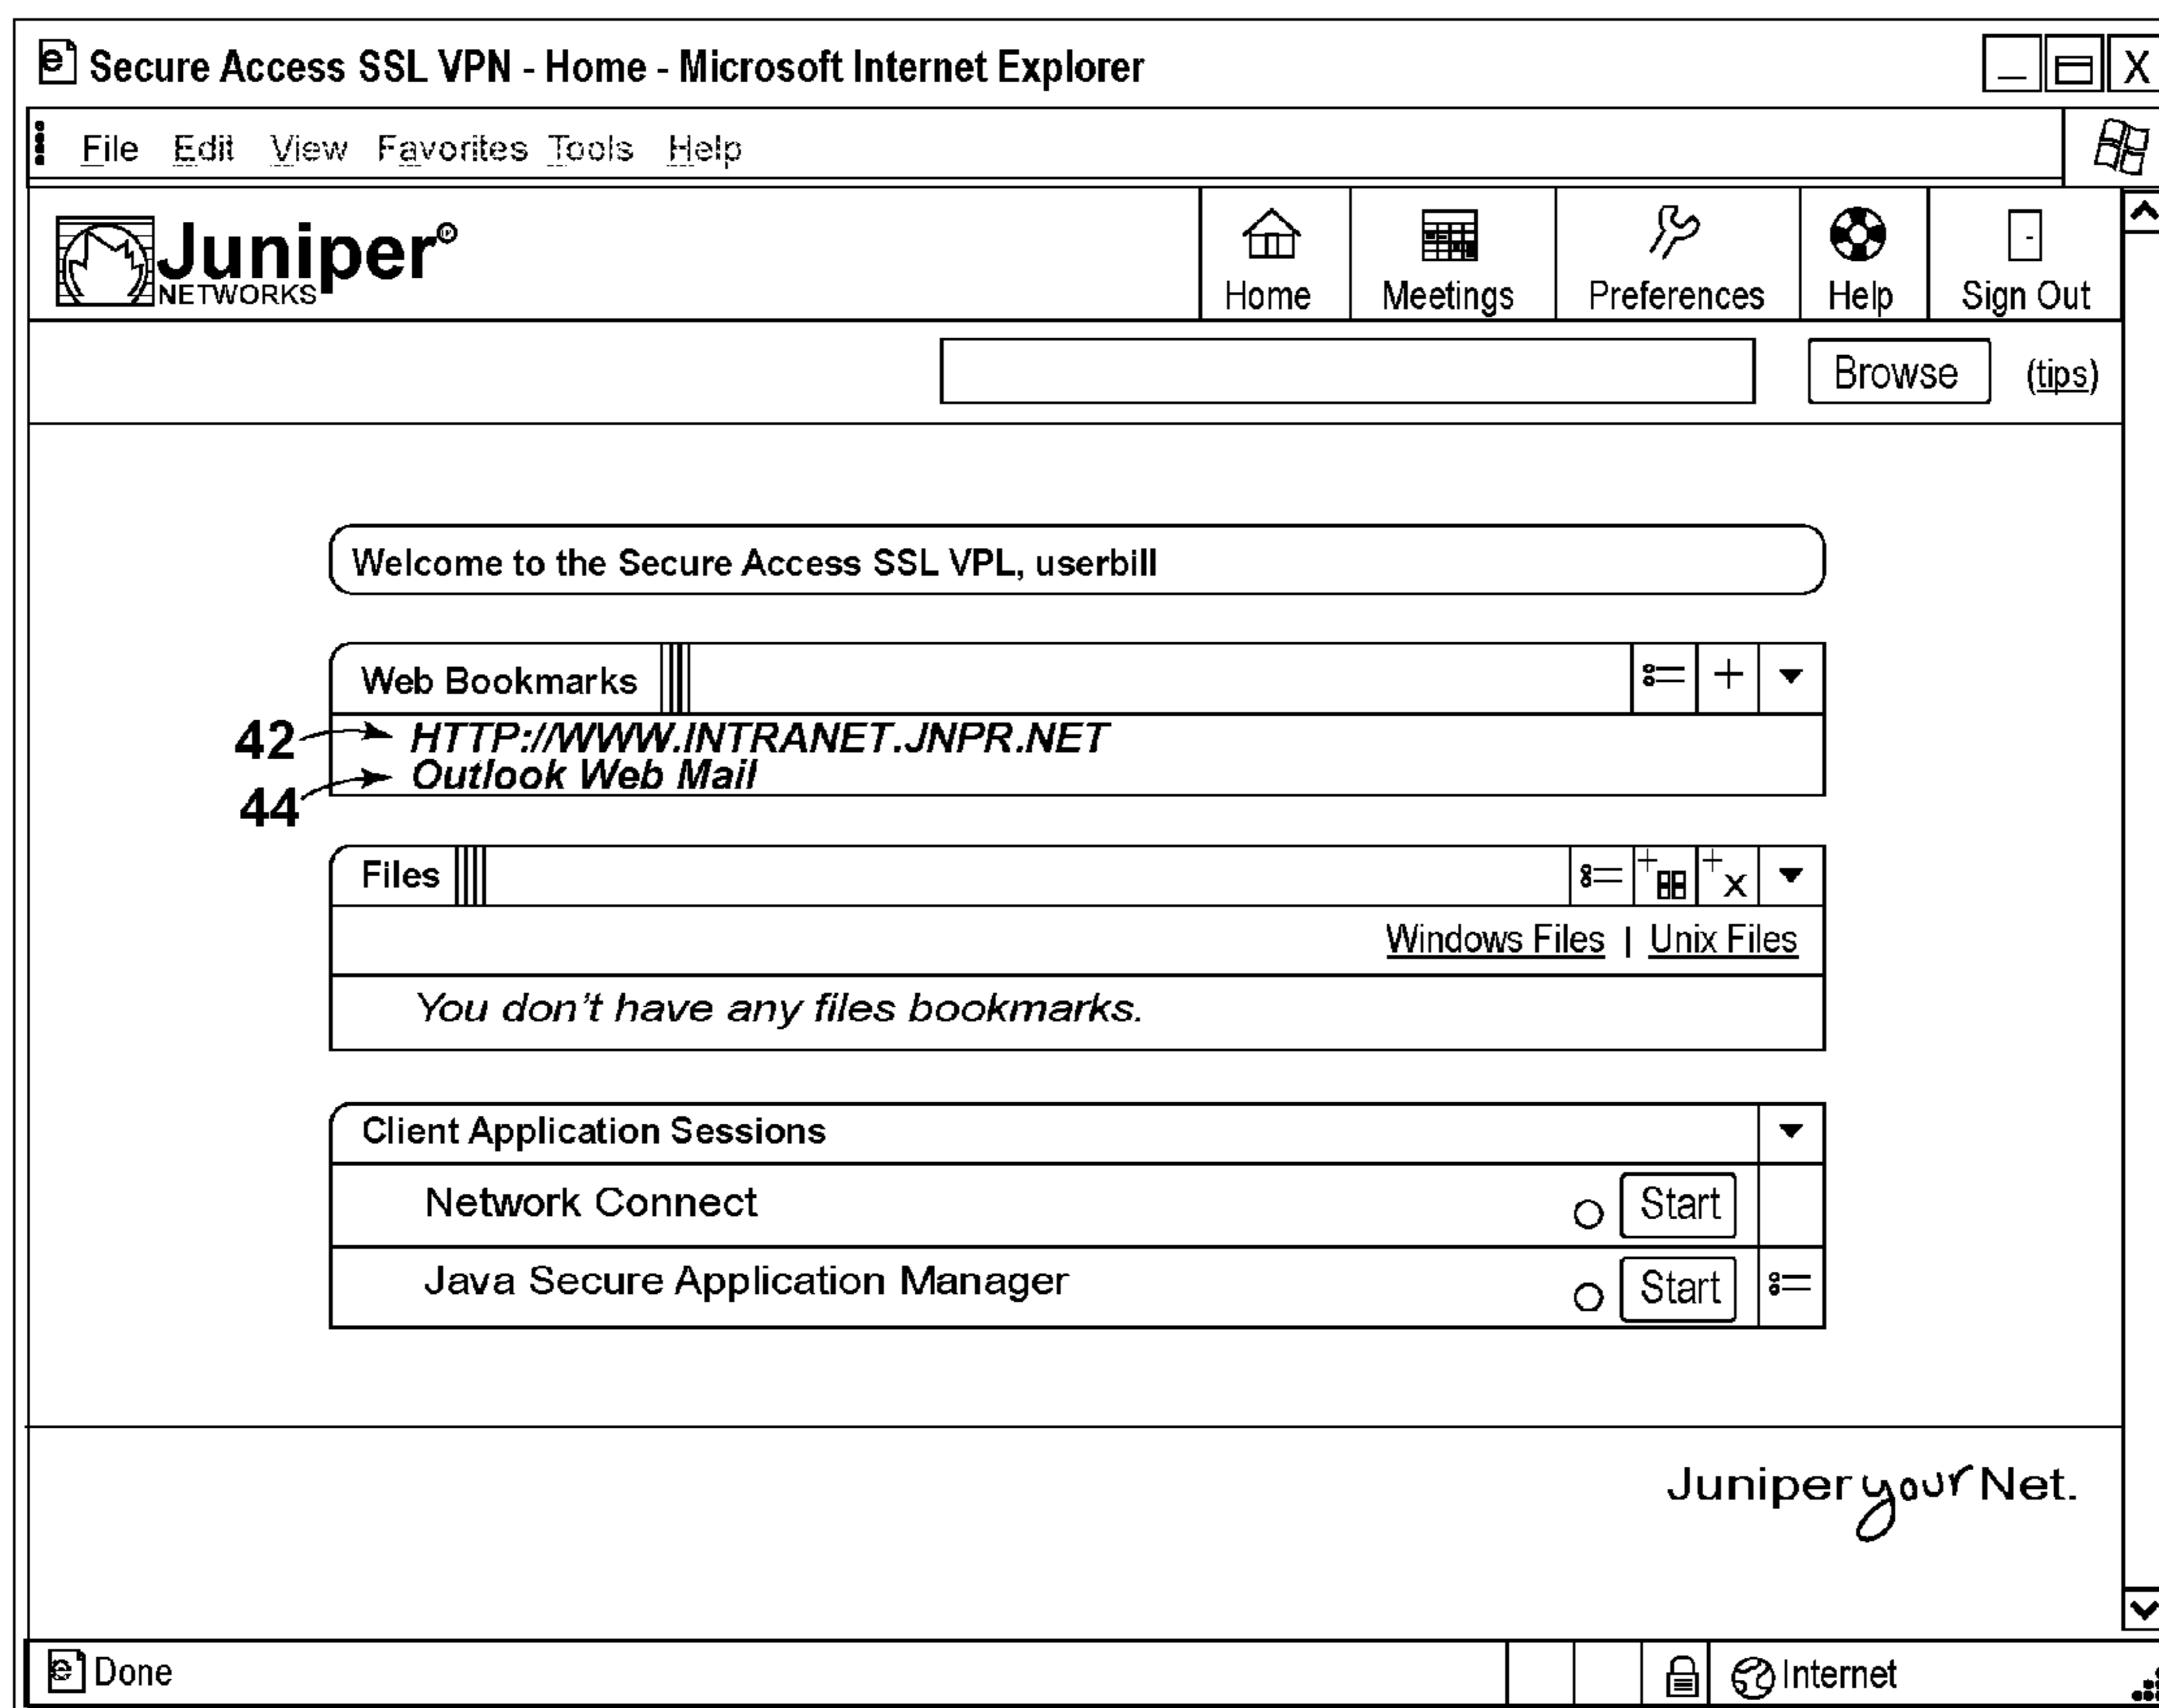 Secure Access SSL VPN - Home - Microsoft Internet Explorer
X
File Edit View Favorites Tools Help
Juniper®
NETWORKS
Home Meetings Preferences Help Sign Out
Browse (tips)
Welcome to the Secure Access SSL VPL, userbill
Web Bookmarks
42 HTTP://WWW.INTRANET.JNPR.NET
44 Outlook Web Mail
Files
Windows Files | Unix Files
You don't have any files bookmarks.
Client Application Sessions
Network Connect Start
Java Secure Application Manager Start
Juniper your Net.
Done Internet